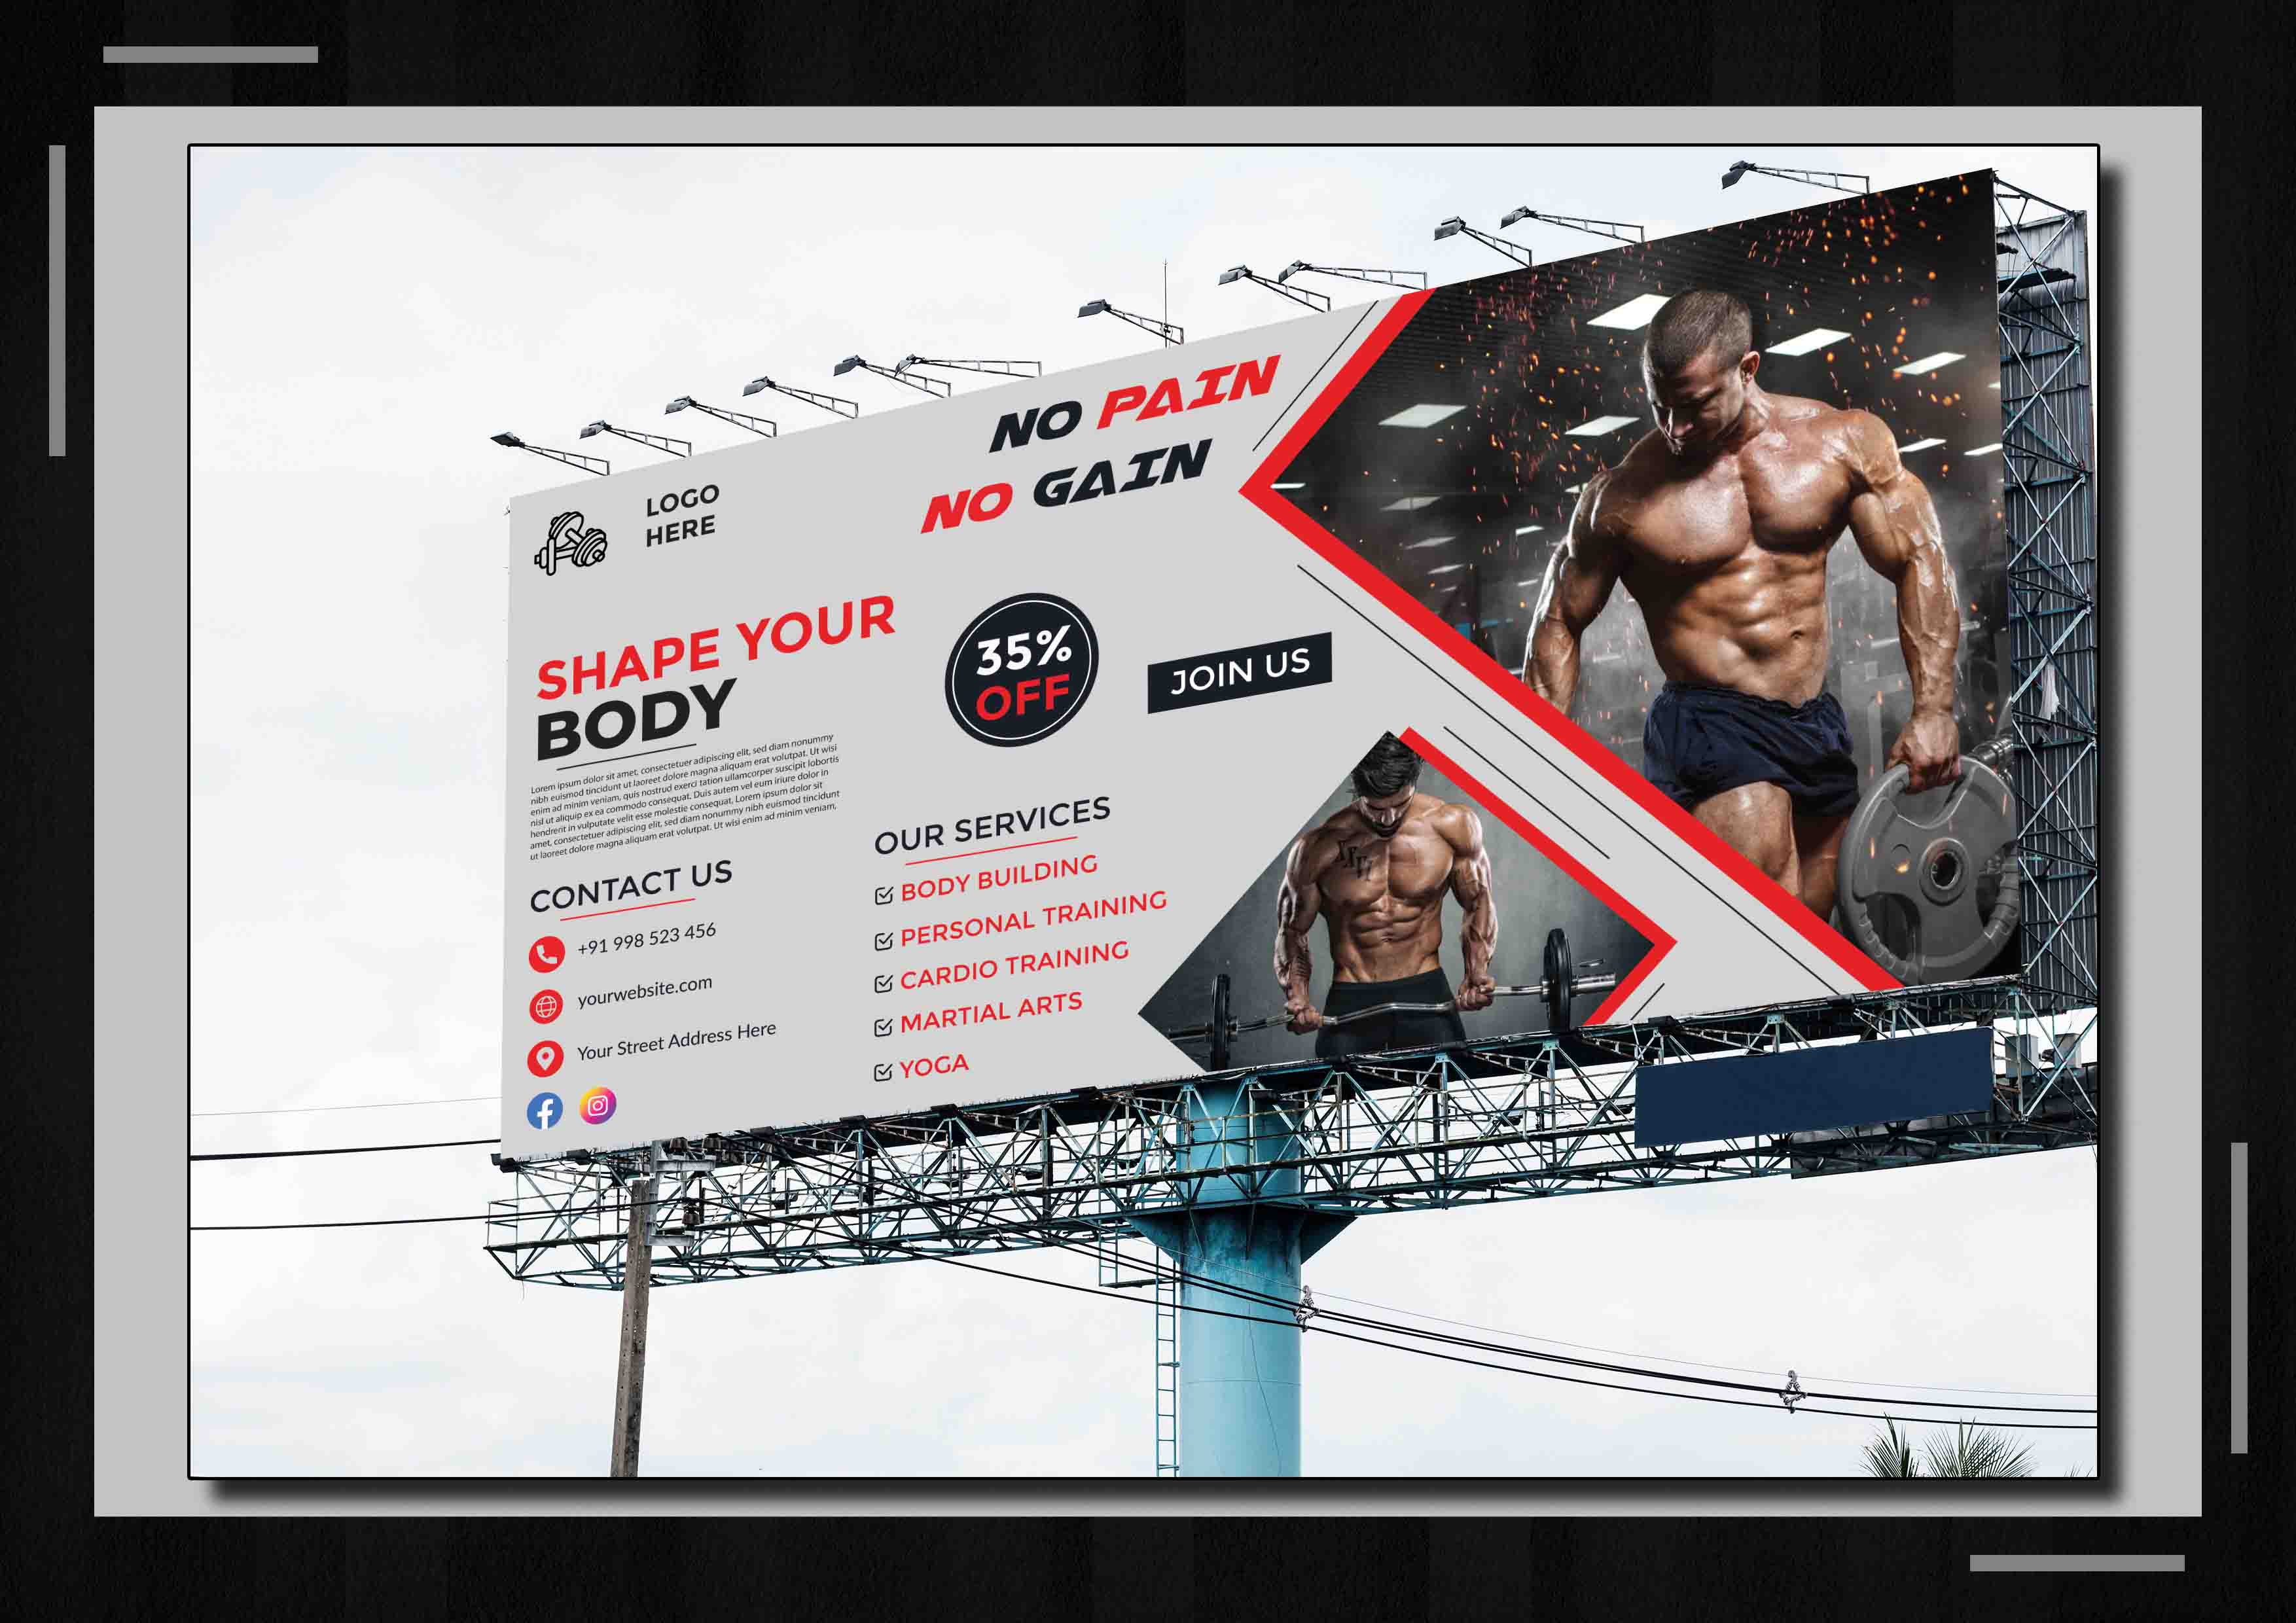 LOGO
HERE
NO PAIN
NO GAIN
SHAPE YOUR
BODY
35%
OFF
JOIN US
Lorem ipsum dolor sit amet, consectetuer adipiscing elit, sed diam nonummy
nibh euismod tincidunt ut laoreet dolore magna aliquam erat volutpat. Ut wisi
enim ad minim veniam, quis nostrud exerci tation ullamcorper suscipit lobortis
nisl ut aliquip ex ea commodo consequat. Duis autem vel eum iriure dolor in
hendrerit in vulputate velit esse molestie consequat, Lorem ipsum dolor sit
amet, consectetuer adipiscing elit, sed diam nonummy nibh euismod tincidunt
ut laoreet dolore magna aliquam erat volutpat. Ut wisi enim ad minim veniam,
CONTACT US
+91 998 523 456
yourwebsite.com
Your Street Address Here
OUR SERVICES
BODY BUILDING
PERSONAL TRAINING
CARDIO TRAINING
MARTIAL ARTS
YOGA